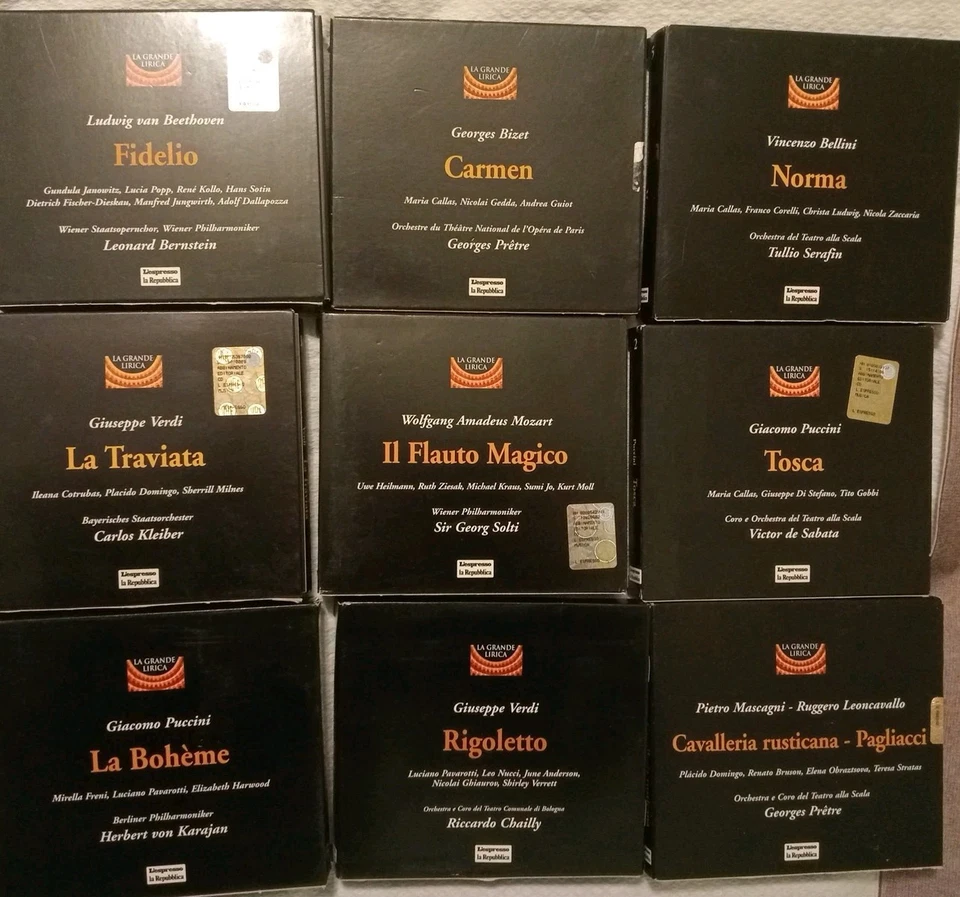 LA GRANDE
LIRICA
Ludwig van Beethoven
Fidelio
Gundula Janowitz, Lucia Popp, René Kollo, Hans Sotin
Dietrich Fischer-Dieskau, Manfred Jungwirth, Adolf Dallapozza
Wiener Staatsopernchor, Wiener Philharmoniker
Leonard Bernstein
L'espresso
la Repubblica
LA GRANDE
LIRICA
Georges Bizet
Carmen
Maria Callas, Nicolai Gedda, Andrea Guiot
Orchestre du Théâtre National de l'Opéra de Paris
Georges Prêtre
L'espresso
la Repubblica
LA GRANDE
LIRICA
Vincenzo Bellini
Norma
Maria Callas, Franco Corelli, Christa Ludwig, Nicola Zaccaria
Orchestra del Teatro alla Scala
Tullio Serafin
L'espresso
la Repubblica
LA GRANDE
LIRICA
Giuseppe Verdi
La Traviata
Ileana Cotrubas, Placido Domingo, Sherrill Milnes
Bayerisches Staatsorchester
Carlos Kleiber
L'espresso
la Repubblica
ABBINAMENTO
EDITORIALE
CD
LA GRANDE
LIRICA
Wolfgang Amadeus Mozart
Il Flauto Magico
Uwe Heilmann, Ruth Ziesak, Michael Kraus, Sumi Jo, Kurt Moll
Wiener Philharmoniker
Sir Georg Solti
L'espresso
la Repubblica
2
Puccini Tosca
LA GRANDE
LIRICA
Giacomo Puccini
Tosca
Maria Callas, Giuseppe Di Stefano, Tito Gobbi
Coro e Orchestra del Teatro alla Scala
Victor de Sabata
L'espresso
la Repubblica
LA GRANDE
LIRICA
Giacomo Puccini
La Bohème
Mirella Freni, Luciano Pavarotti, Elizabeth Harwood
Berliner Philharmoniker
Herbert von Karajan
L'espresso
la Repubblica
LA GRANDE
LIRICA
Giuseppe Verdi
Rigoletto
Luciano Pavarotti, Leo Nucci, June Anderson,
Nicolai Ghiaurov, Shirley Verrett
Orchestra e Coro del Teatro Comunale di Bologna
Riccardo Chailly
L'espresso
la Repubblica
LA GRANDE
LIRICA
Pietro Mascagni - Ruggero Leoncavallo
Cavalleria rusticana - Pagliacci
Plácido Domingo, Renato Bruson, Elena Obraztsova, Teresa Stratas
Orchestra e Coro del Teatro alla Scala
Georges Prêtre
L'espresso
la Repubblica